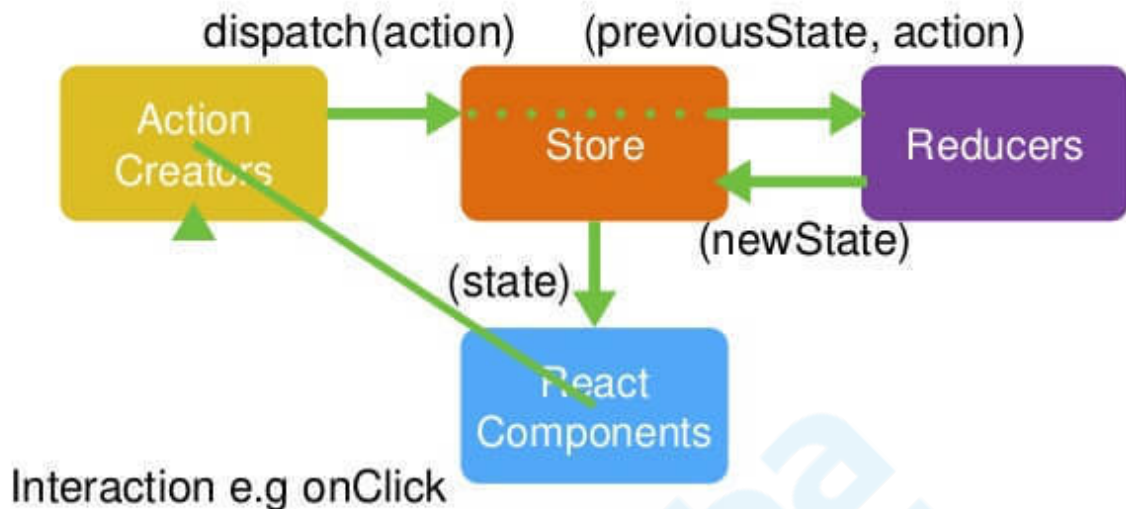 dispatch(action)
(previousState, action)
Action
Creators
Store
Reducers
(newState)
(state)
React
Components
Interaction e.g onClick